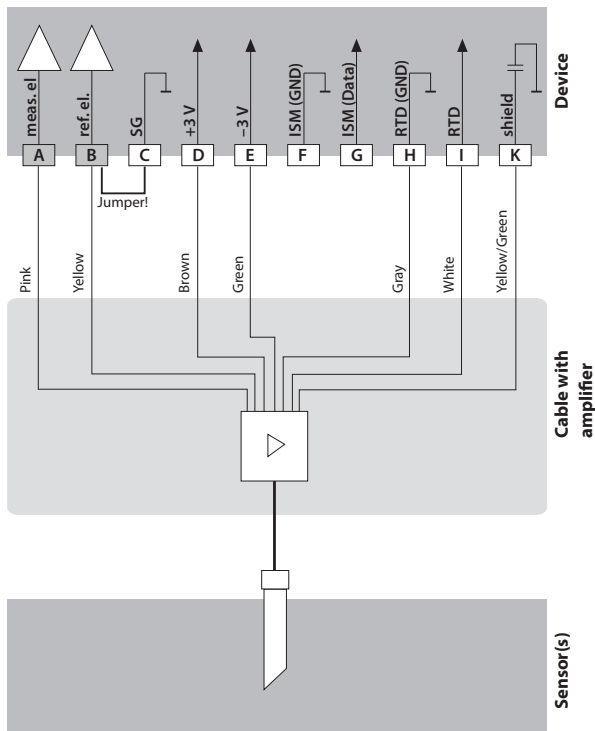 meas. el
ref. el.
SG
+3 V
–3 V
ISM (GND)
ISM (Data)
RTD (GND)
RTD
shield
Device
A
B
C
D
E
F
G
H
I
K
Jumper!
Pink
Yellow
Brown
Green
Gray
White
Yellow/Green
Cable with
amplifier
Sensor(s)